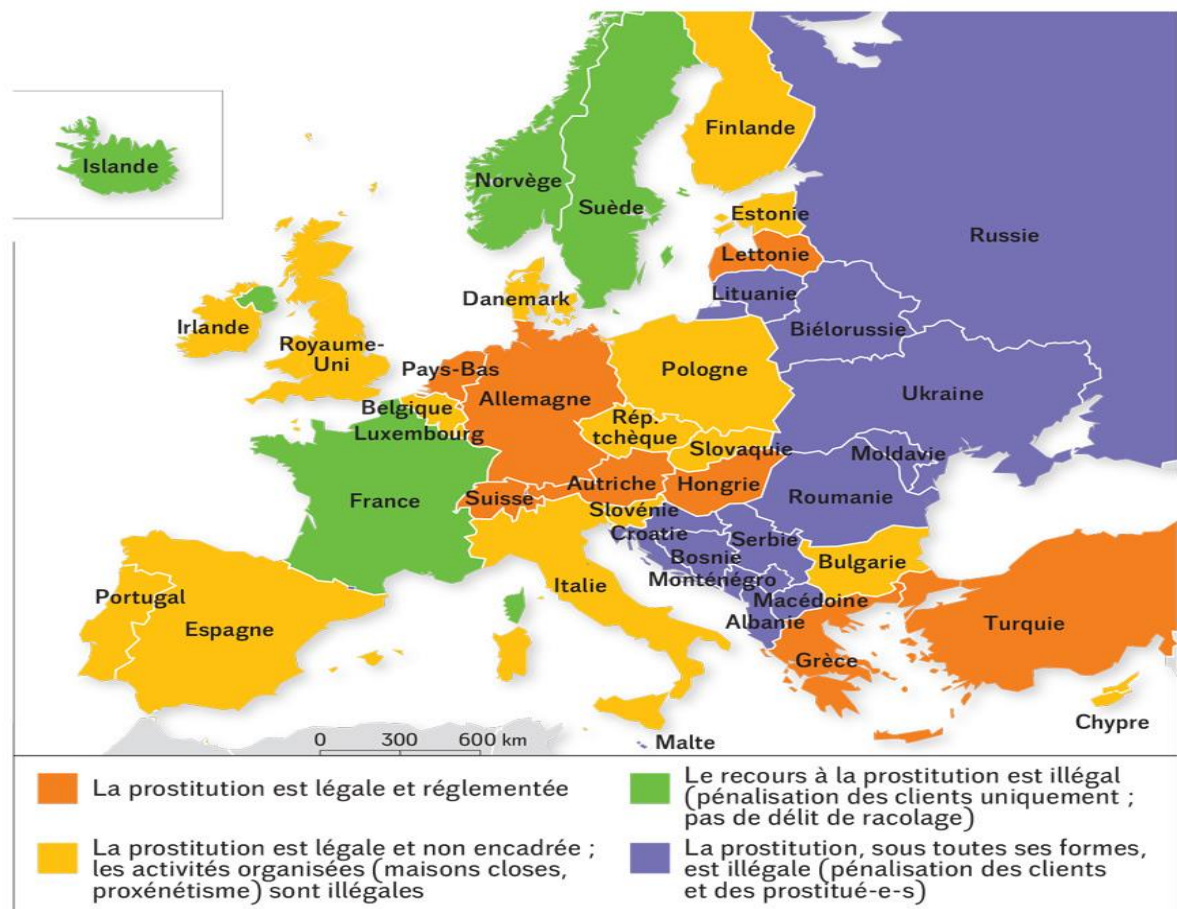 Islande
Norvège
Suède
Finlande
Estonie
Lettonie
Lituanie
Russie
Biélorussie
Danemark
Irlande
Royaume-
Uni
Pays-Bas
Allemagne
Pologne
Ukraine
Belgique
Luxembourg
Rép.
tchèque
Slovaquie
Moldavie
France
Suisse
Autriche
Hongrie
Roumanie
Slovénie
Croatie
Serbie
Bosnie
Bulgarie
Monténégro
Italie
Macédoine
Albanie
Portugal
Espagne
Turquie
Grèce
Chypre
Malte
0 300 600 km
La prostitution est légale et réglementée
La prostitution est légale et non encadrée ;
les activités organisées (maisons closes,
proxénétisme) sont illégales
Le recours à la prostitution est illégal
(pénalisation des clients uniquement ;
pas de délit de racolage)
La prostitution, sous toutes ses formes,
est illégale (pénalisation des clients
et des prostitué-e-s)